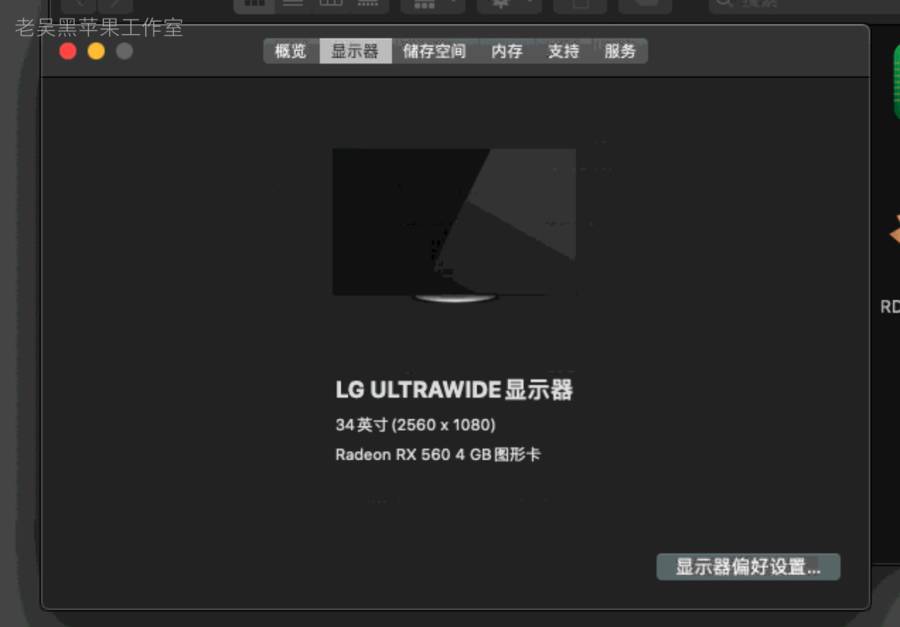 老吴黑苹果工作室
概览 显示器 储存空间 内存 支持 服务
RD
LG ULTRAWIDE显示器
34英寸 (2560 x 1080)
Radeon RX 560 4 GB图形卡
显示器偏好设置...